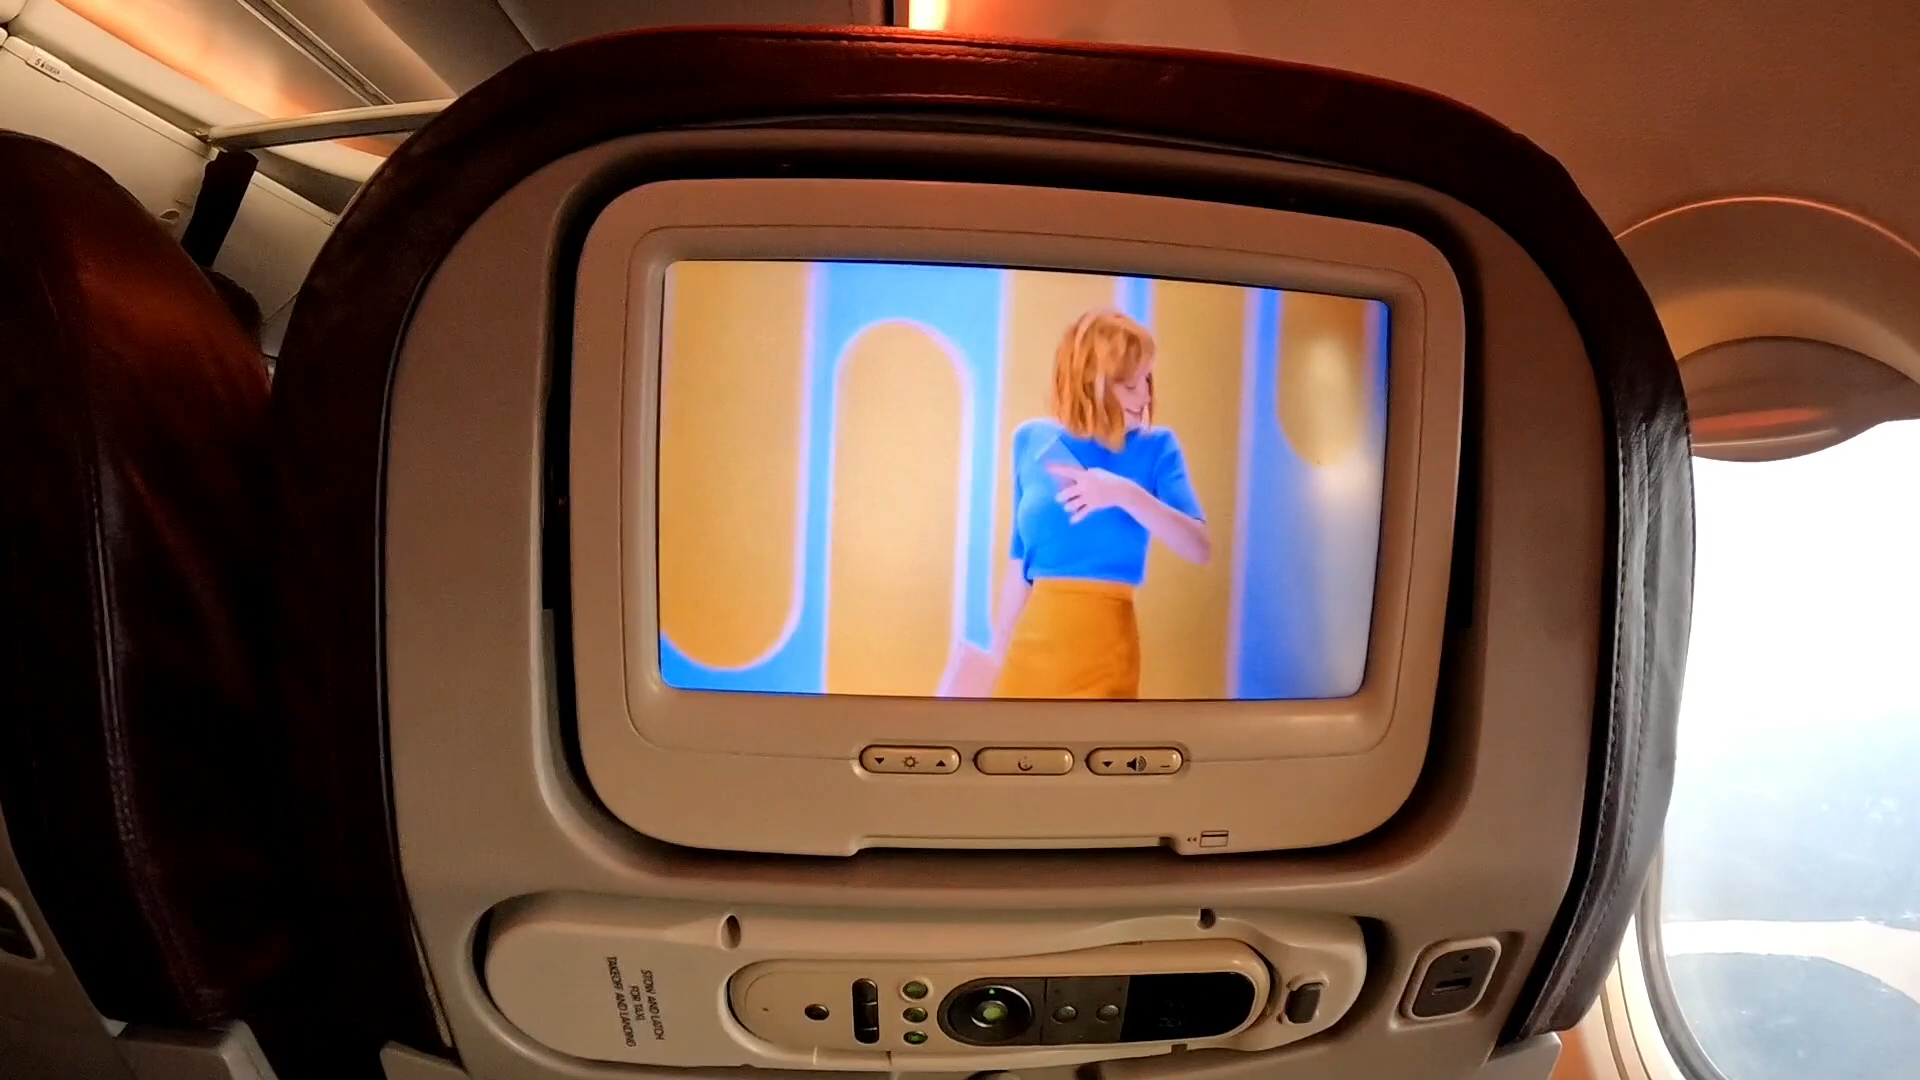 STOW AND LATCH
FOR TAXI,
TAKEOFF AND LANDING